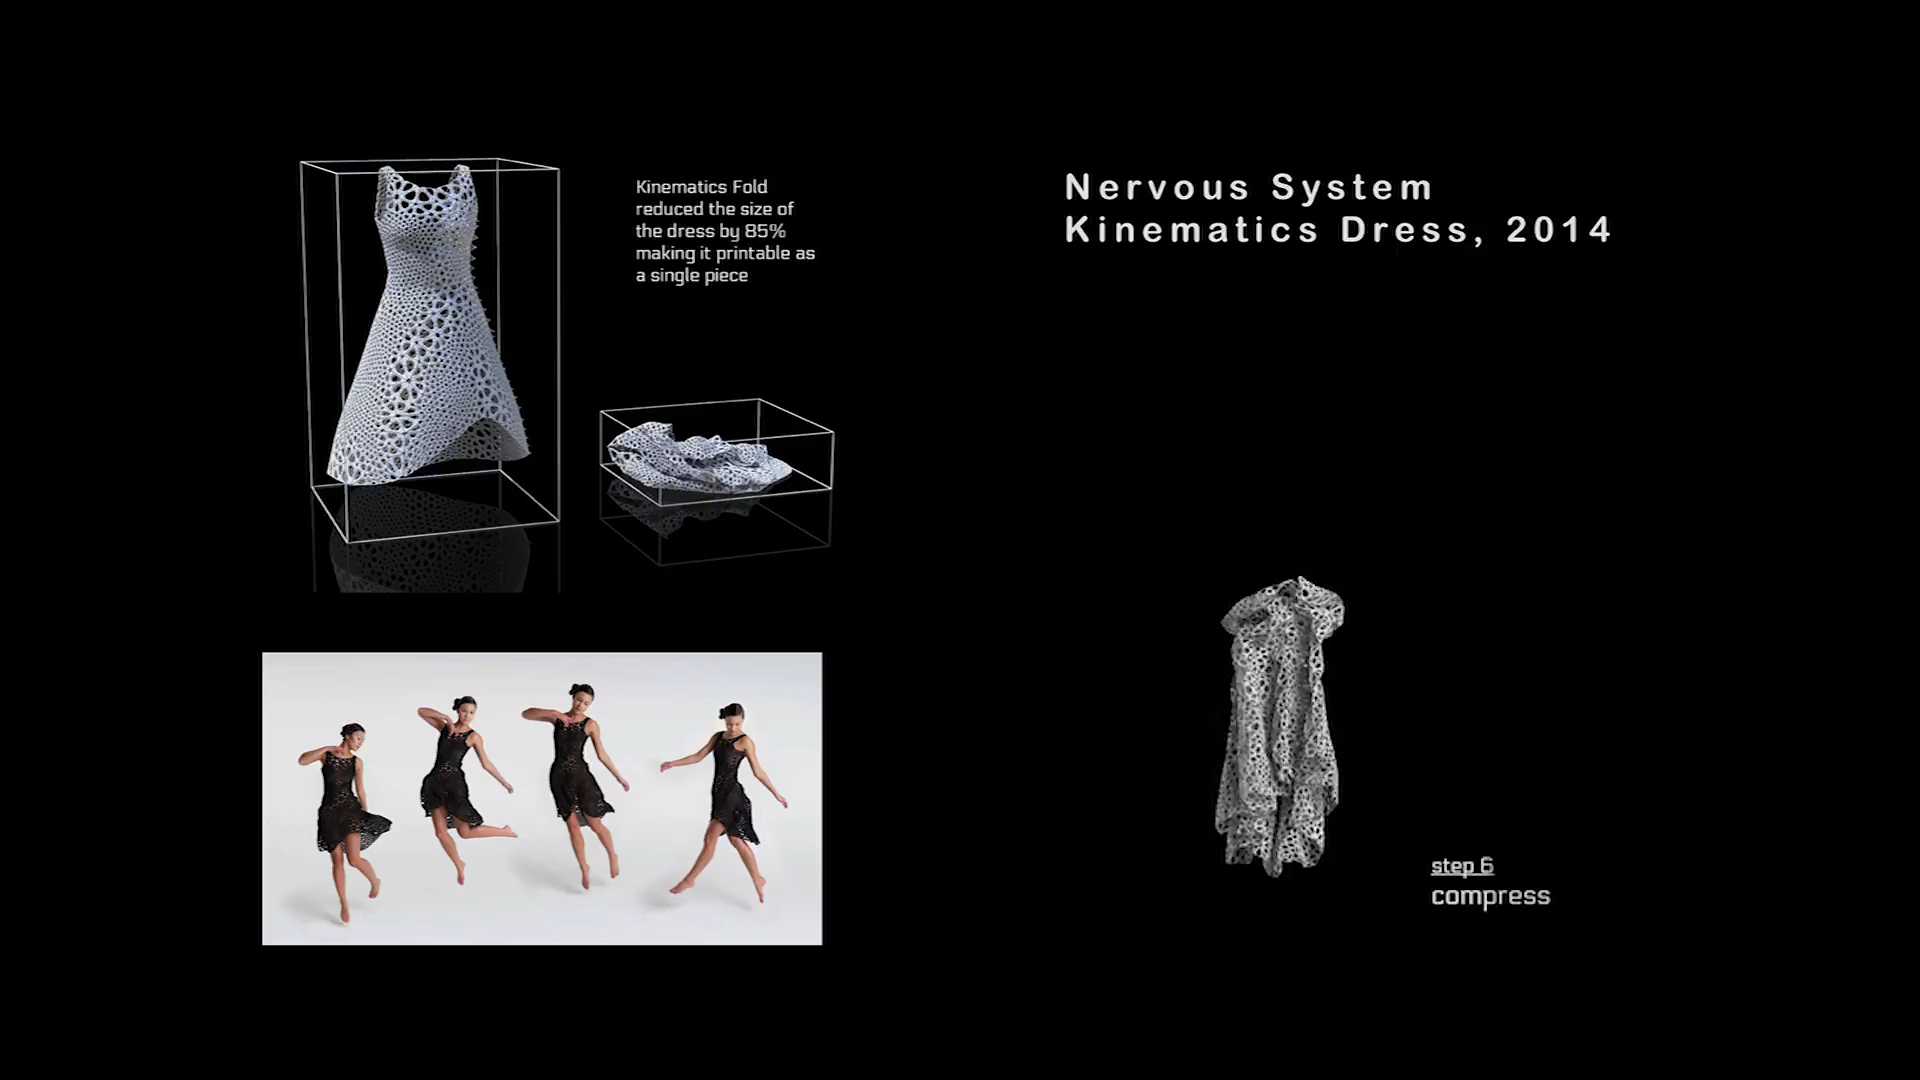 Kinematics Fold
reduced the size of
the dress by 85%
making it printable as
a single piece
Nervous System
Kinematics Dress, 2014
step 6
compress